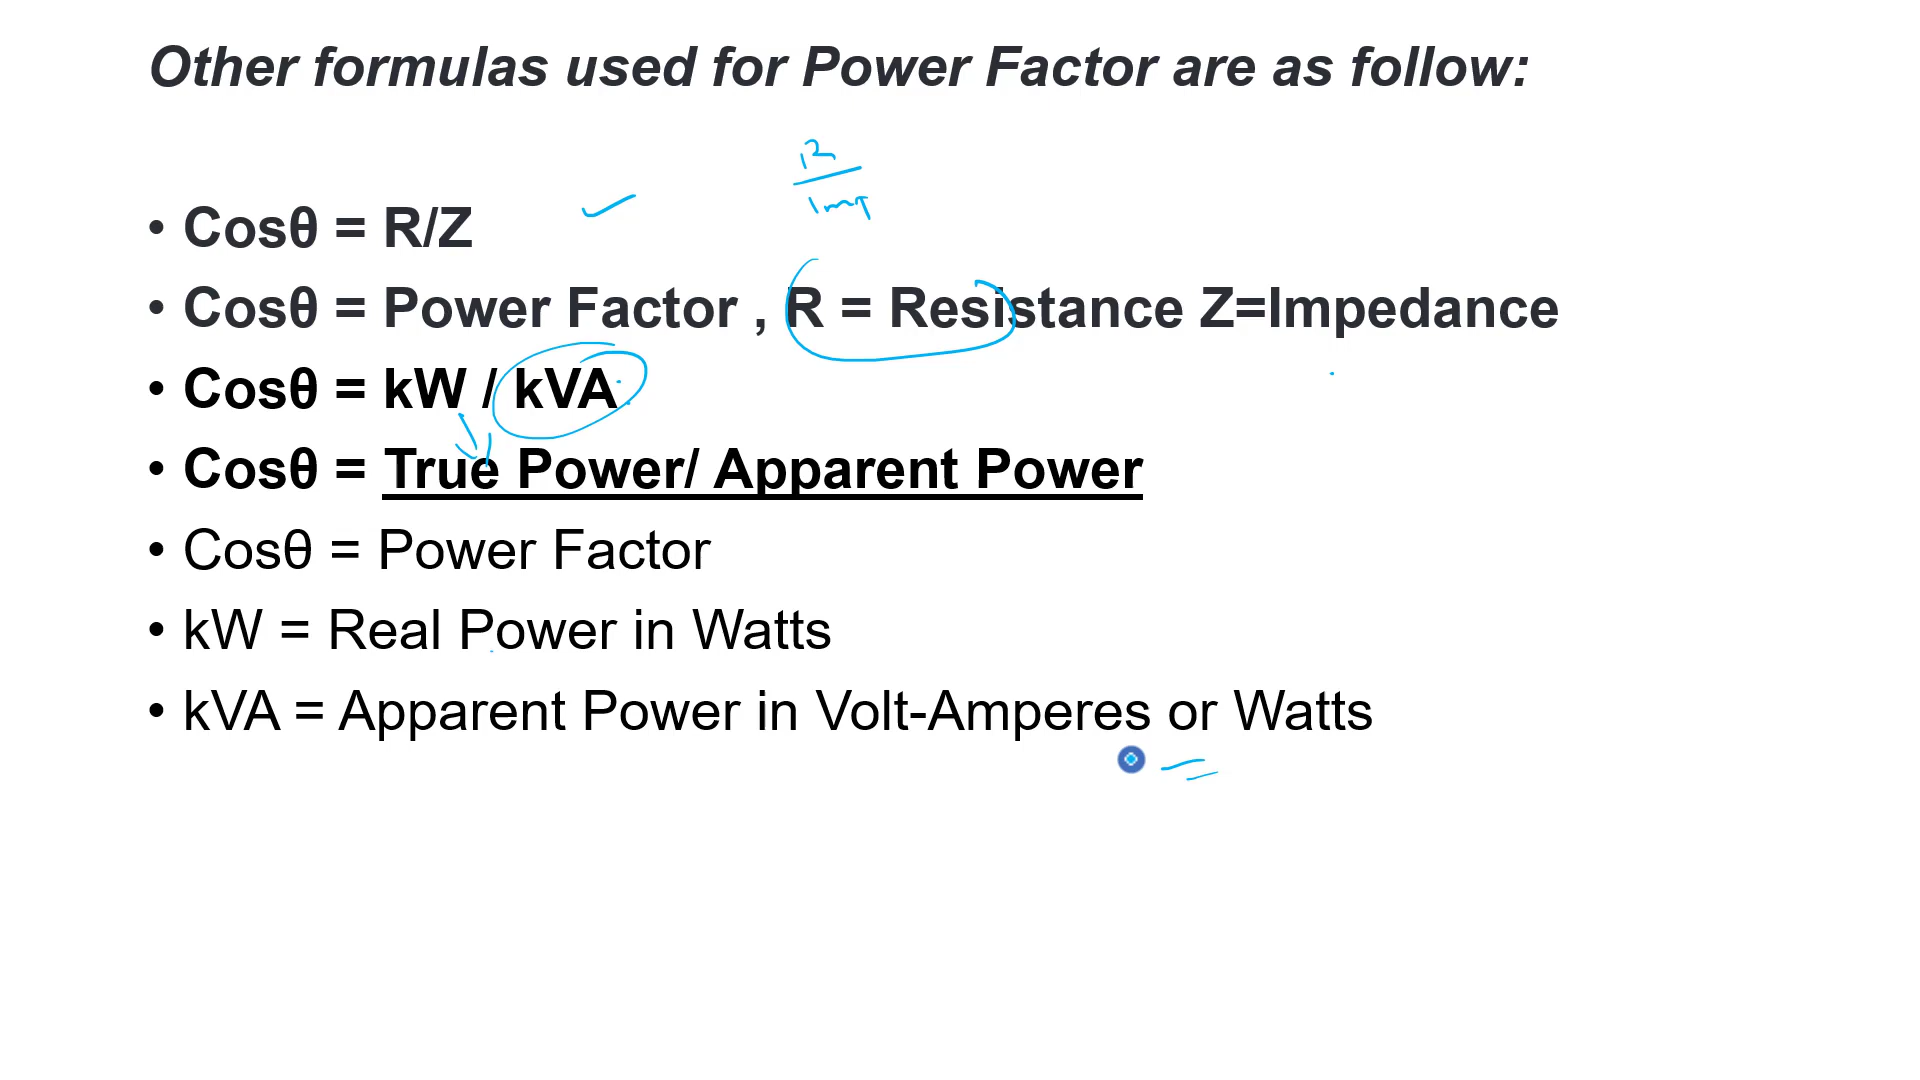 Other formulas used for Power Factor are as follow:
• Cosθ = R/Z
• Cosθ = Power Factor , R = Resistance Z=Impedance
• Cosθ = kW / kVA
• Cosθ = True Power/ Apparent Power
• Cosθ = Power Factor
• kW = Real Power in Watts
• kVA = Apparent Power in Volt-Amperes or Watts